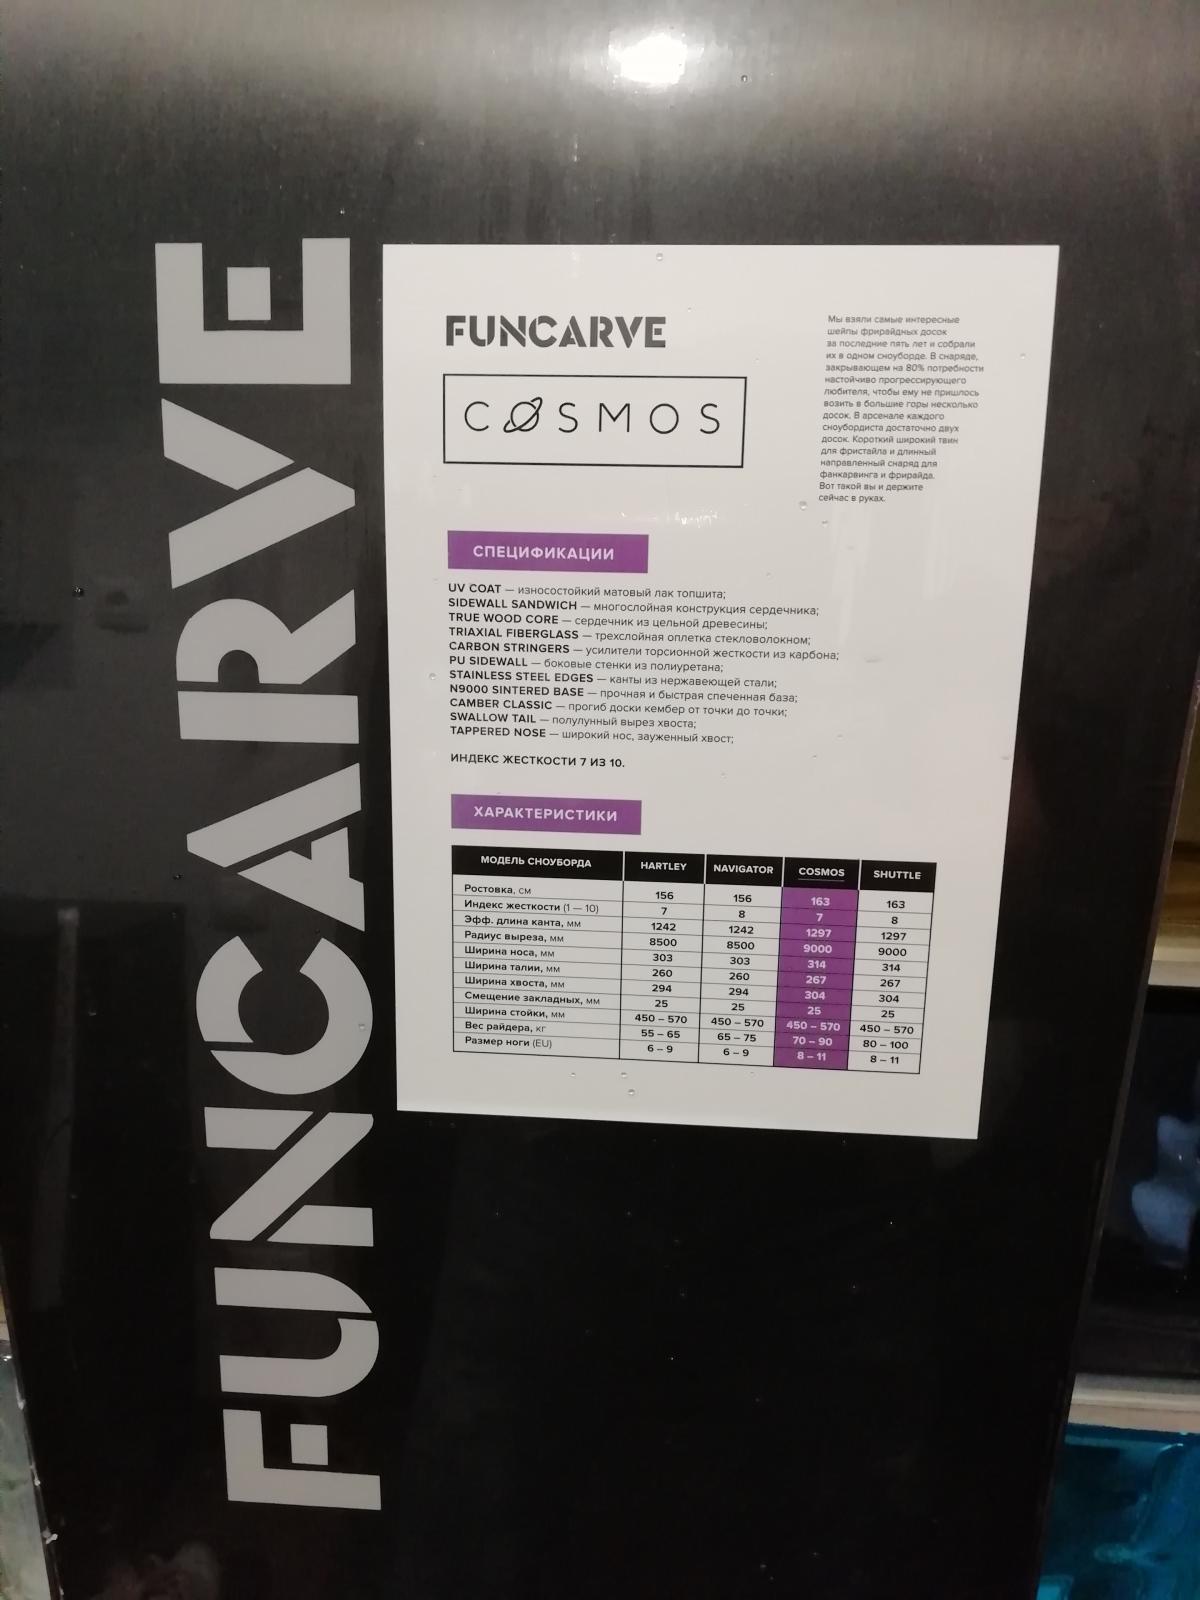 FUNCARVE
FUNCARVE
COSMOS
Мы взяли самые интересные
шейпы фрирайдных досок
за последние пять лет и собрали
их в одном сноуборде. В снаряде,
закрывающем на 80% потребности
настойчиво прогрессирующего
любителя, чтобы ему не пришлось
возить в большие горы несколько
досок. В арсенале каждого
сноубордиста достаточно двух
досок. Короткий широкий твин
для фристайла и длинный
направленный снаряд для
фанкарвинга и фрирайда.
Вот такой вы и держите
сейчас в руках.
СПЕЦИФИКАЦИИ
UV COAT — износостойкий матовый лак топшита;
SIDEWALL SANDWICH — многослойная конструкция сердечника;
TRUE WOOD CORE — сердечник из цельной древесины;
TRIAXIAL FIBERGLASS — трехслойная оплетка стекловолокном;
CARBON STRINGERS — усилители торсионной жесткости из карбона;
PU SIDEWALL — боковые стенки из полиуретана;
STAINLESS STEEL EDGES — канты из нержавеющей стали;
N9000 SINTERED BASE — прочная и быстрая спеченная база;
CAMBER CLASSIC — прогиб доски кембер от точки до точки;
SWALLOW TAIL — полулунный вырез хвоста;
TAPPERED NOSE — широкий нос, зауженный хвост;
ИНДЕКС ЖЕСТКОСТИ 7 ИЗ 10.
ХАРАКТЕРИСТИКИ
МОДЕЛЬ СНОУБОРДА HARTLEY NAVIGATOR COSMOS SHUTTLE
Ростовка, см 156 156 163 163
Индекс жесткости (1 — 10) 7 8 7 8
Эфф. длина канта, мм 1242 1242 1297 1297
Радиус выреза, мм 8500 8500 9000 9000
Ширина носа, мм 303 303 314 314
Ширина талии, мм 260 260 267 267
Ширина хвоста, мм 294 294 304 304
Смещение закладных, мм 25 25 25 25
Ширина стойки, мм 450 – 570 450 – 570 450 – 570 450 – 570
Вес райдера, кг 55 – 65 65 – 75 70 – 90 80 – 100
Размер ноги (EU) 6 – 9 6 – 9 8 – 11 8 – 11